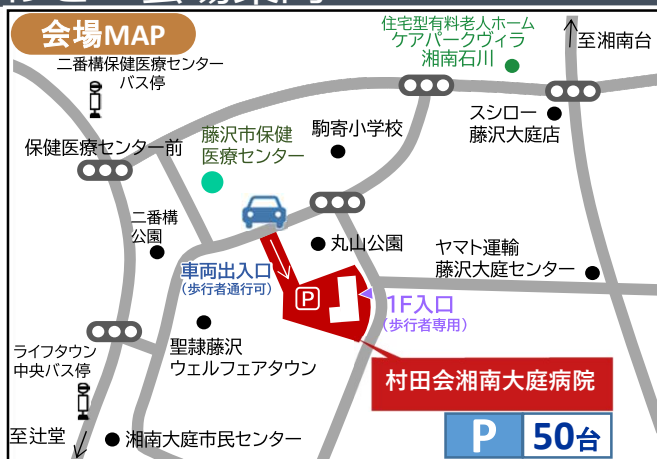 会場MAP
住宅型有料老人ホーム
ケアパークヴィラ
湘南石川
至湘南台
二番構保健医療センター
バス停
スシロー
藤沢大庭店
保健医療センター前
藤沢市保健
医療センター
駒寄小学校
二番構
公園
丸山公園
ヤマト運輸
藤沢大庭センター
車両出入口
(歩行者通行可)
P
1F入口
(歩行者専用)
ライフタウン
中央バス停
聖隷藤沢
ウェルフェアタウン
村田会湘南大庭病院
至辻堂
湘南大庭市民センター
P 50台